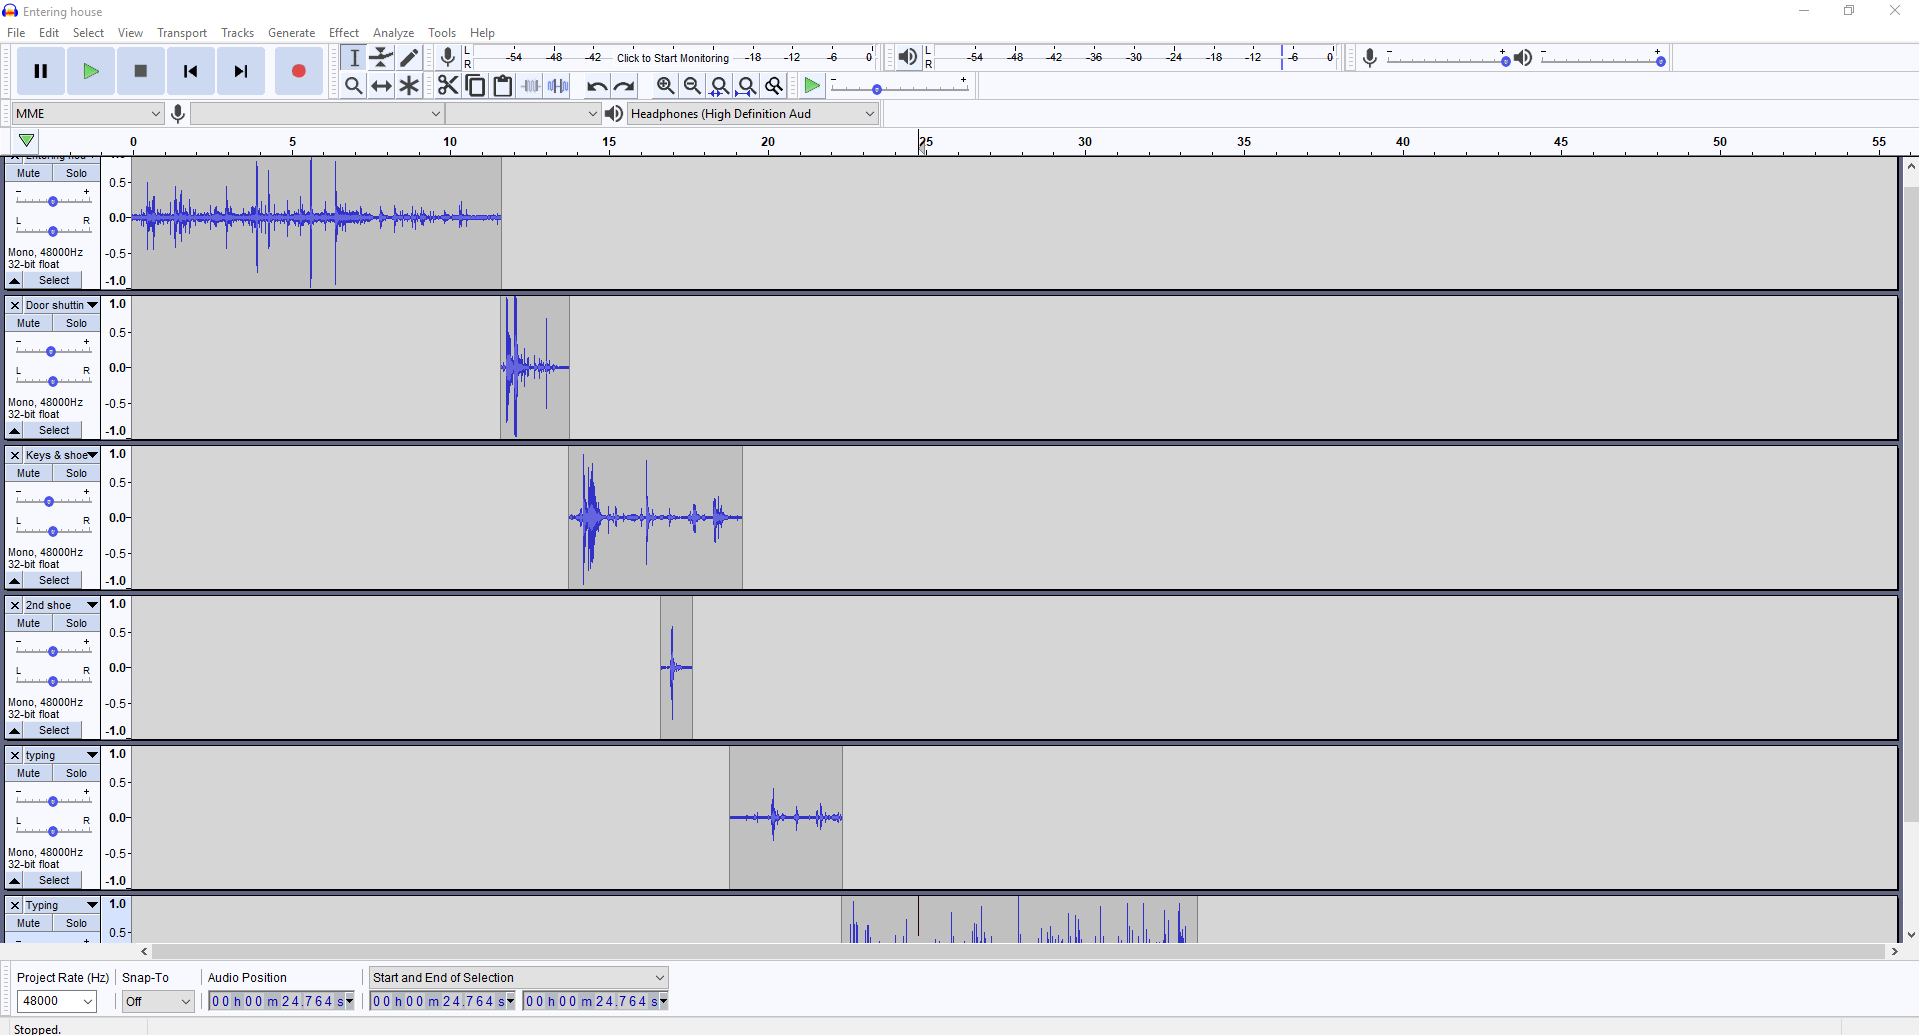 Entering house
File Edit Select View Transport Tracks Generate Effect Analyze Tools Help
L R -54 -48 -42 Click to Start Monitoring -18 -12 -6 0
L R -54 -48 -42 -36 -30 -24 -18 -12 -6 0
- +
- +
- +
MME
Headphones (High Definition Aud
0 5 10 15 20 25 30 35 40 45 50 55
Mute Solo
- +
L R
Mono, 48000Hz
32-bit float
Select
0.5
0.0
-0.5
-1.0
Door shuttin
Mute Solo
- +
L R
Mono, 48000Hz
32-bit float
Select
1.0
0.5
0.0
-0.5
-1.0
Keys & shoe
Mute Solo
- +
L R
Mono, 48000Hz
32-bit float
Select
1.0
0.5
0.0
-0.5
-1.0
2nd shoe
Mute Solo
- +
L R
Mono, 48000Hz
32-bit float
Select
1.0
0.5
0.0
-0.5
-1.0
typing
Mute Solo
- +
L R
Mono, 48000Hz
32-bit float
Select
1.0
0.5
0.0
-0.5
-1.0
Typing
Mute Solo
- +
1.0
0.5
Project Rate (Hz) Snap-To Audio Position Start and End of Selection
48000 Off 00 h 00 m 24.764 s 00 h 00 m 24.764 s 00 h 00 m 24.764 s
Stopped.